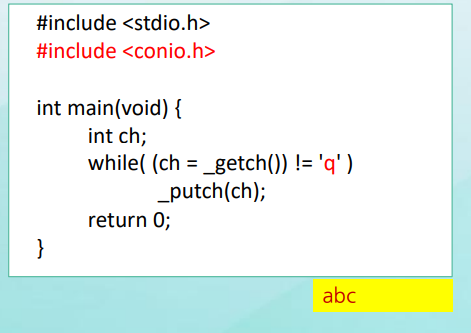 #include <stdio.h>
#include <conio.h>
int main(void) {
int ch;
while( (ch = _getch()) != 'q' )
_putch(ch);
return 0;
}
abc